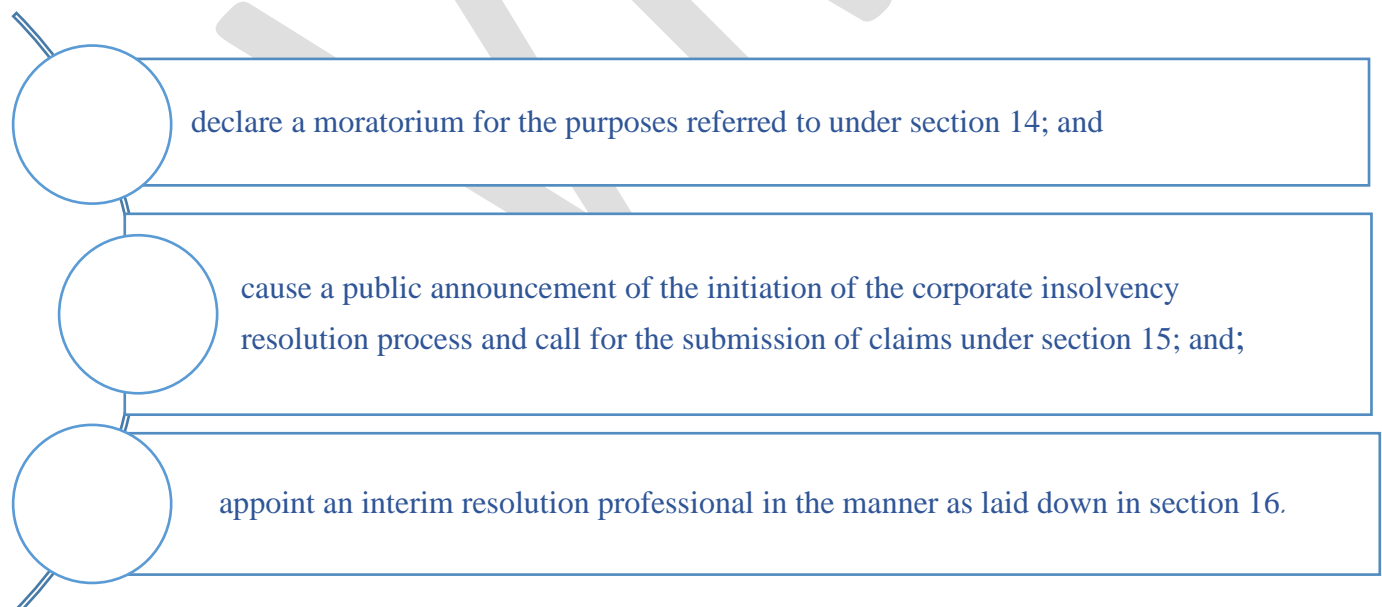 declare a moratorium for the purposes referred to under section 14; and
cause a public announcement of the initiation of the corporate insolvency
resolution process and call for the submission of claims under section 15; and;
appoint an interim resolution professional in the manner as laid down in section 16.